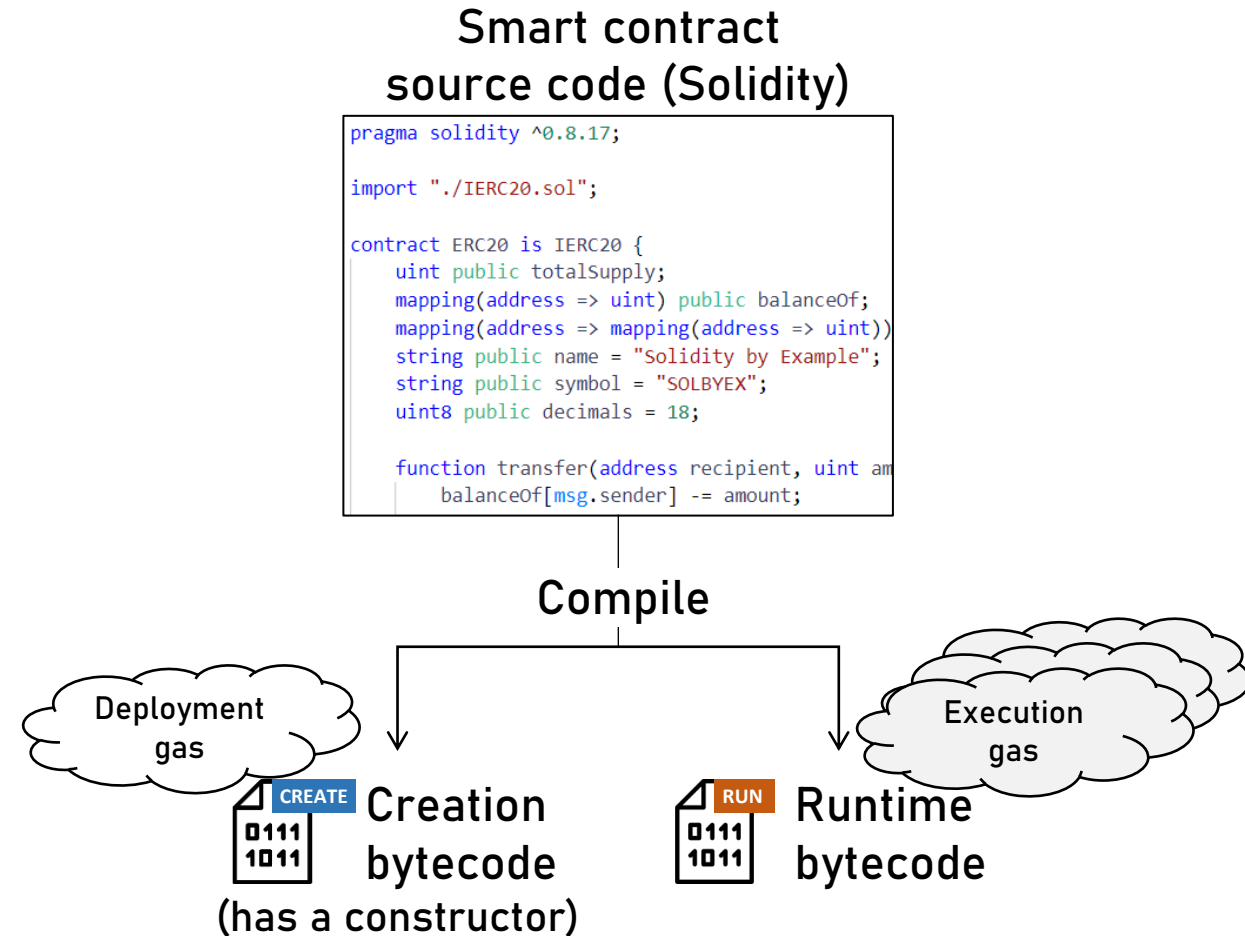 Smart contract
source code (Solidity)
pragma solidity ^0.8.17;
import "./IERC20.sol";
contract ERC20 is IERC20 {
uint public totalSupply;
mapping(address => uint) public balanceOf;
mapping(address => mapping(address => uint))
string public name = "Solidity by Example";
string public symbol = "SOLBYEX";
uint8 public decimals = 18;
function transfer(address recipient, uint am
balanceOf[msg.sender] -= amount;
Compile
Deployment
gas
Execution
gas
CREATE
0111
1011
Creation
bytecode
(has a constructor)
RUN
0111
1011
Runtime
bytecode